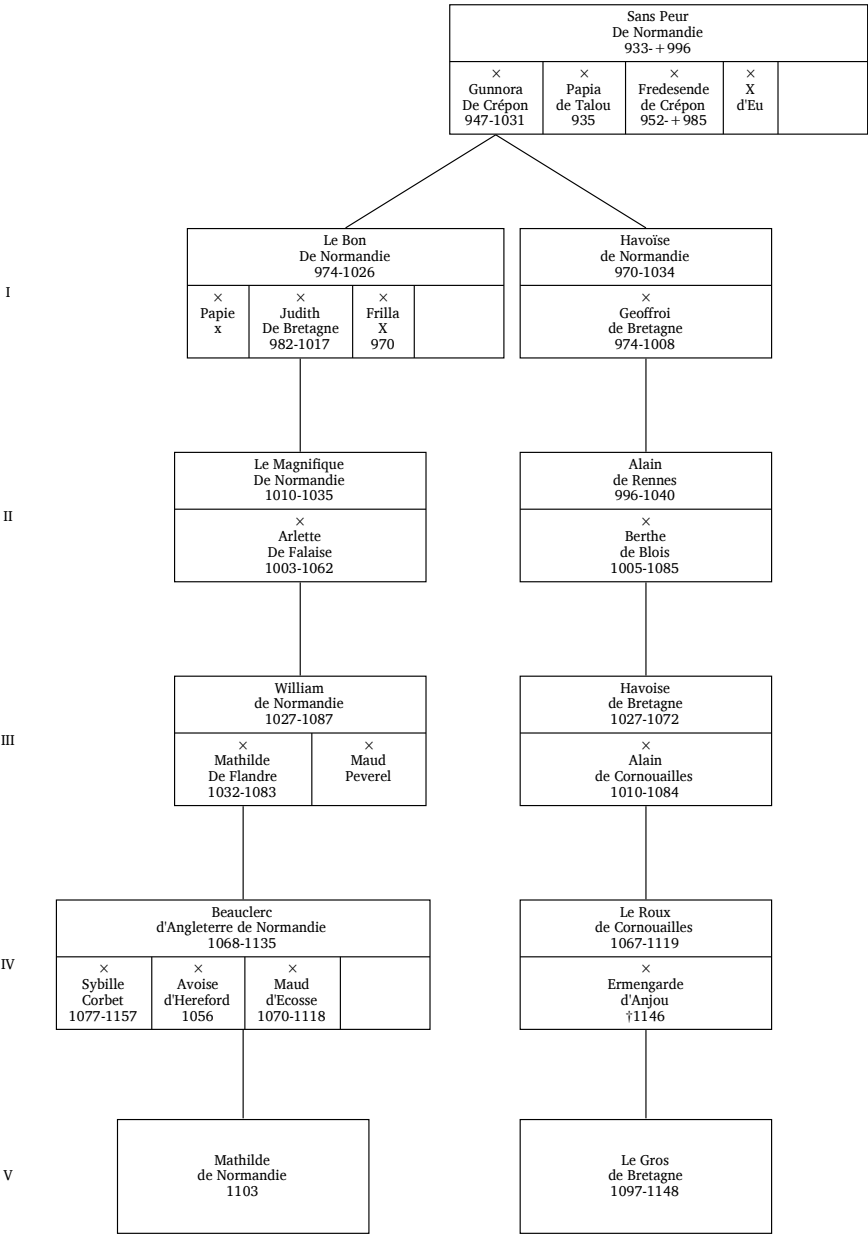 Sans Peur
De Normandie
933-+996
×
Gunnora
De Crépon
947-1031
×
Papia
de Talou
935
×
Fredesende
de Crépon
952-+985
×
X
d'Eu
I
Le Bon
De Normandie
974-1026
×
Papie
x
×
Judith
De Bretagne
982-1017
×
Frilla
X
970
Havoïse
de Normandie
970-1034
×
Geoffroi
de Bretagne
974-1008
II
Le Magnifique
De Normandie
1010-1035
×
Arlette
De Falaise
1003-1062
Alain
de Rennes
996-1040
×
Berthe
de Blois
1005-1085
III
William
de Normandie
1027-1087
×
Mathilde
De Flandre
1032-1083
×
Maud
Peverel
Havoise
de Bretagne
1027-1072
×
Alain
de Cornouailles
1010-1084
IV
Beauclerc
d'Angleterre de Normandie
1068-1135
×
Sybille
Corbet
1077-1157
×
Avoise
d'Hereford
1056
×
Maud
d'Ecosse
1070-1118
Le Roux
de Cornouailles
1067-1119
×
Ermengarde
d'Anjou
†1146
V
Mathilde
de Normandie
1103
Le Gros
de Bretagne
1097-1148